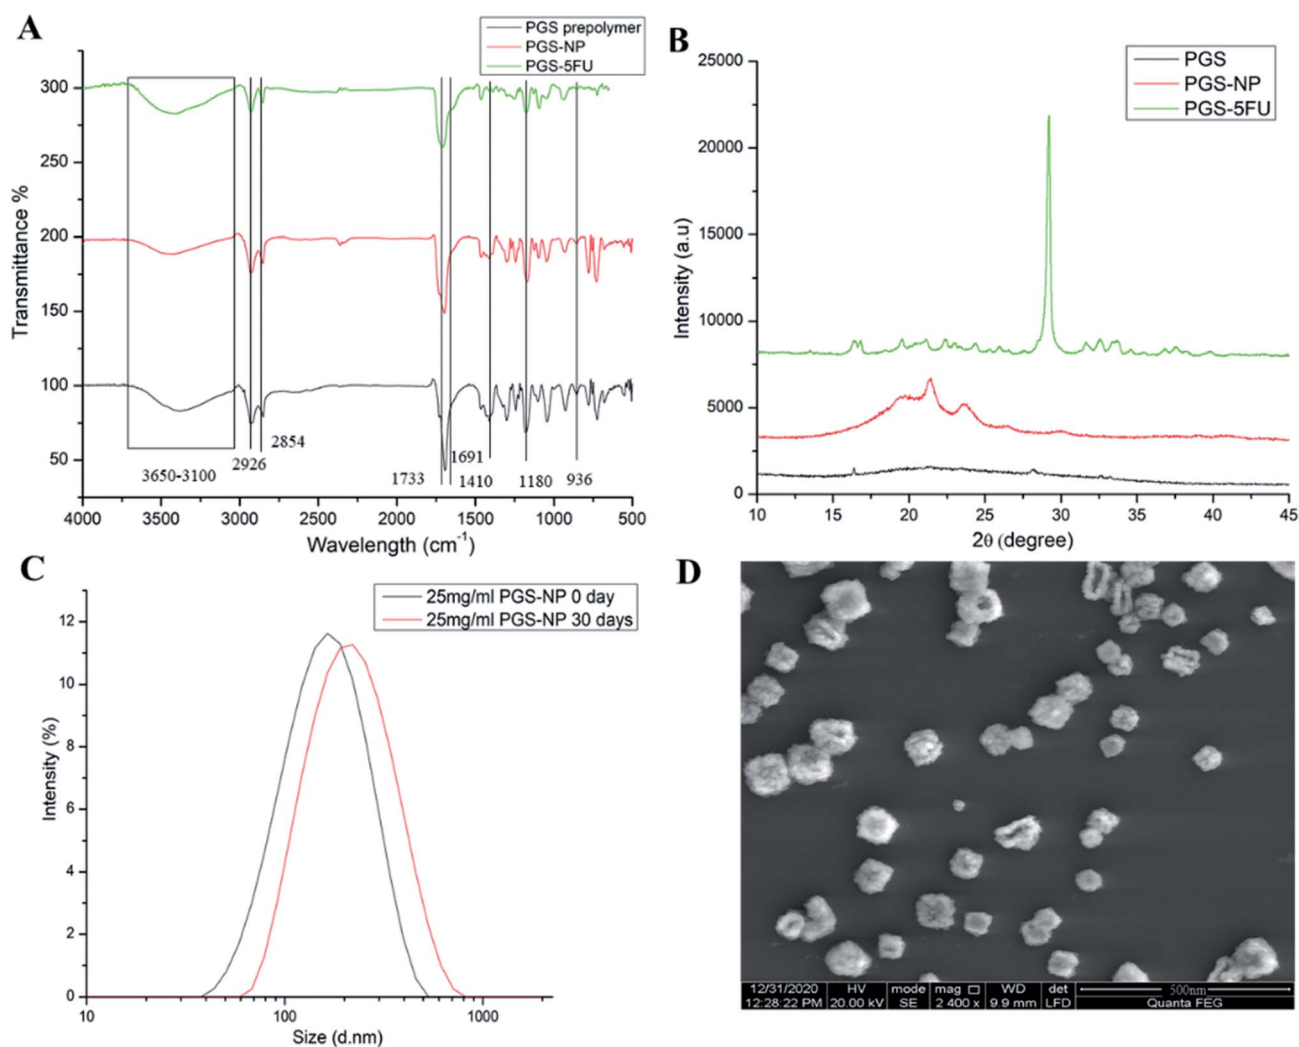 A
PGS prepolymer
PGS-NP
PGS-5FU
300
250
200
150
100
50
Transmittance %
3650-3100
2926
2854
1733
1691
1410
1180
936
4000
3500
3000
2500
2000
1500
1000
500
Wavelength (cm-1)
B
PGS
PGS-NP
PGS-5FU
25000
20000
15000
10000
5000
0
Intensity (a.u)
10
15
20
25
30
35
40
45
2θ (degree)
C
25mg/ml PGS-NP 0 day
25mg/ml PGS-NP 30 days
12
10
8
6
4
2
0
Intensity (%)
10
100
1000
Size (d.nm)
D
12/31/2020 HV mode mag WD det 500nm
12:28:22 PM 20.00 kV SE 2 400 x 9.9 mm LFD Quanta FEG